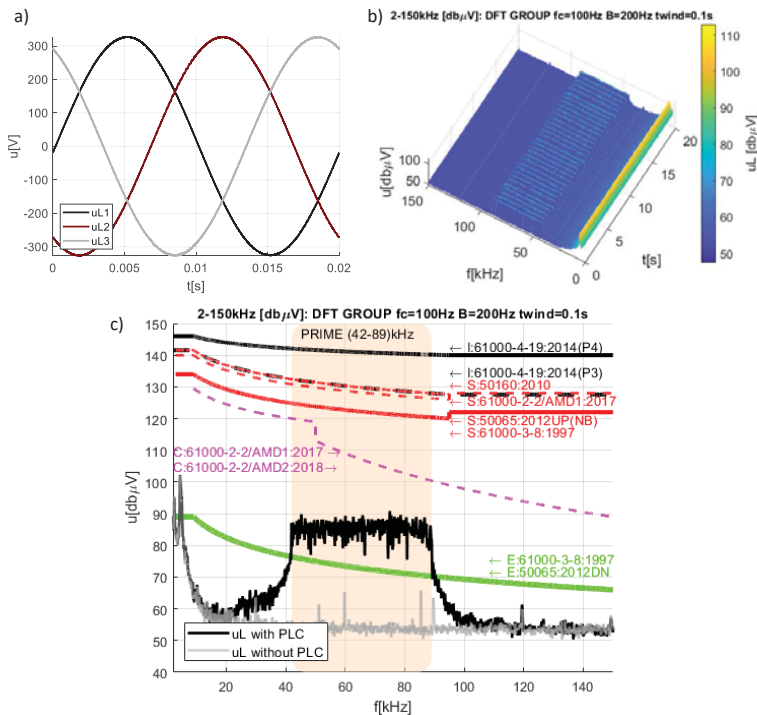 a)
300
200
100
0
-100
-200
-300
u[V]
uL1
uL2
uL3
0
0.005
0.01
0.015
0.02
t[s]
b)
2-150kHz [dbµV]: DFT GROUP fc=100Hz B=200Hz twind=0.1s
100
50
u[dbµV]
150
100
50
0
f[kHz]
0
5
10
15
20
t[s]
110
100
90
80
70
60
50
uL [dbµV]
c)
2-150kHz [dbµV]: DFT GROUP fc=100Hz B=200Hz twind=0.1s
PRIME (42-89)kHz
← I:61000-4-19:2014(P4)
← I:61000-4-19:2014(P3)
← S:50160:2010
← S:61000-2-2/AMD1:2017
← S:50065:2012UP(NB)
← S:61000-3-8:1997
C:61000-2-2/AMD1:2017→
C:61000-2-2/AMD2:2018→
← E:61000-3-8:1997
← E:50065:2012DN
150
140
130
120
110
100
90
80
70
60
50
40
u[dbµV]
uL with PLC
uL without PLC
20
40
60
80
100
120
140
f[kHz]